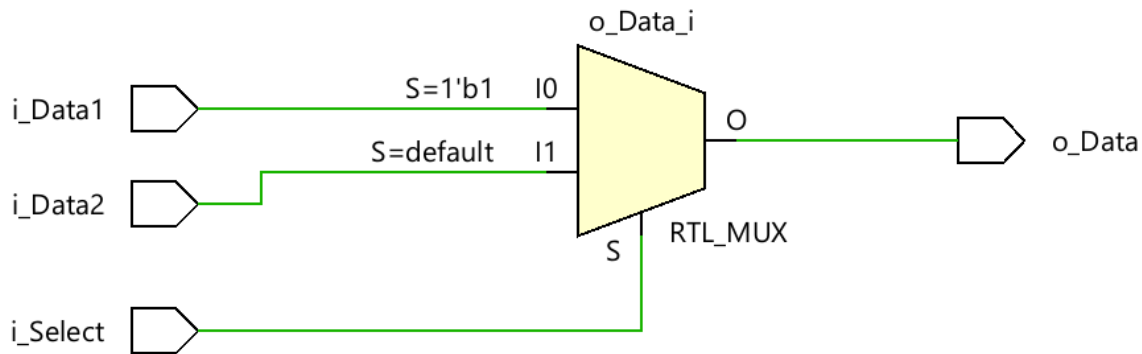 o_Data_i
i_Data1
S=1'b1
I0
O
o_Data
S=default
I1
i_Data2
S
RTL_MUX
i_Select